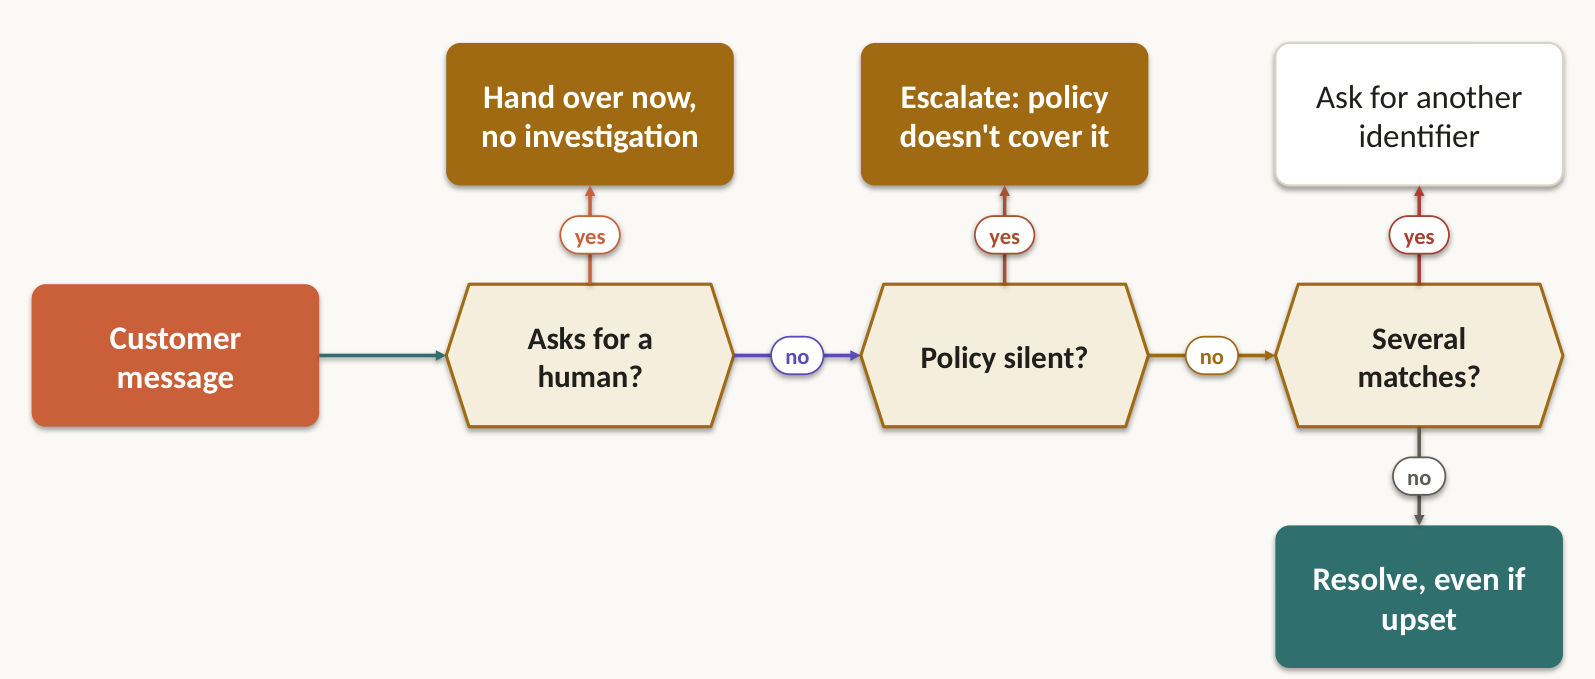 Hand over now,
no investigation
Escalate: policy
doesn't cover it
Ask for another
identifier
yes
yes
yes
Customer
message
Asks for a
human?
no
Policy silent?
no
Several
matches?
no
Resolve, even if
upset